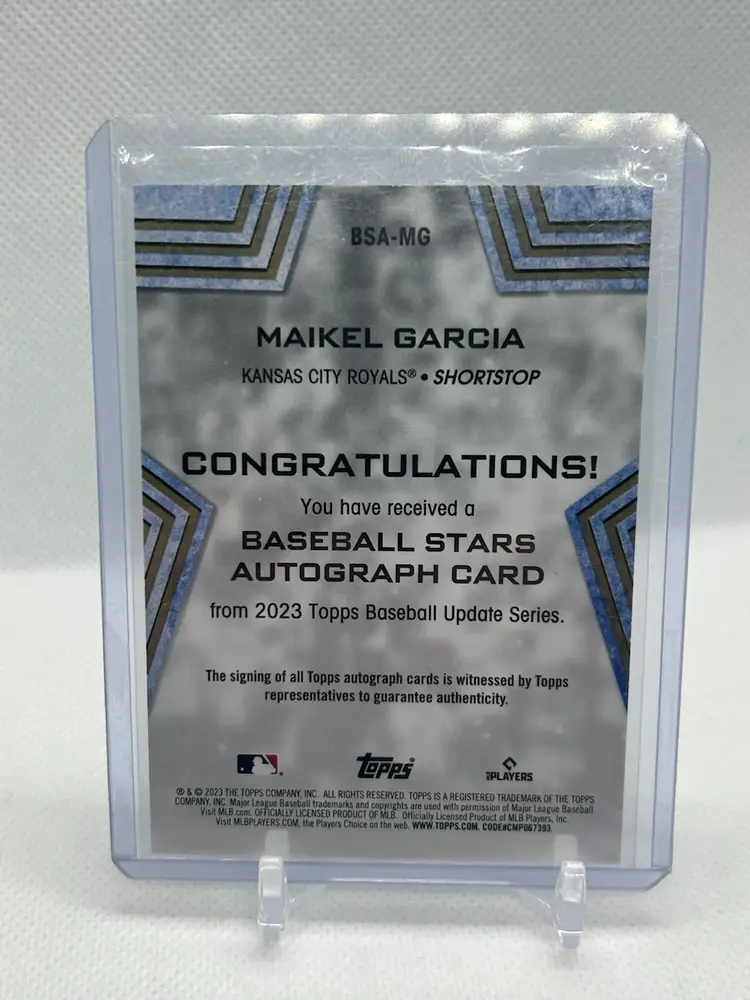 BSA-MG
MAIKEL GARCIA
KANSAS CITY ROYALS® • SHORTSTOP
CONGRATULATIONS!
You have received a
BASEBALL STARS
AUTOGRAPH CARD
from 2023 Topps Baseball Update Series.
The signing of all Topps autograph cards is witnessed by Topps
representatives to guarantee authenticity.
Topps PLAYERS
® & © 2023 THE TOPPS COMPANY, INC. ALL RIGHTS RESERVED. TOPPS IS A REGISTERED TRADEMARK OF THE TOPPS
COMPANY, INC. Major League Baseball trademarks and copyrights are used with permission of Major League Baseball.
Visit MLB.com. OFFICIALLY LICENSED PRODUCT OF MLB. Officially Licensed Product of MLB Players, Inc.
Visit MLBPLAYERS.COM, the Players Choice on the web. WWW.TOPPS.COM. CODE#CMP067393